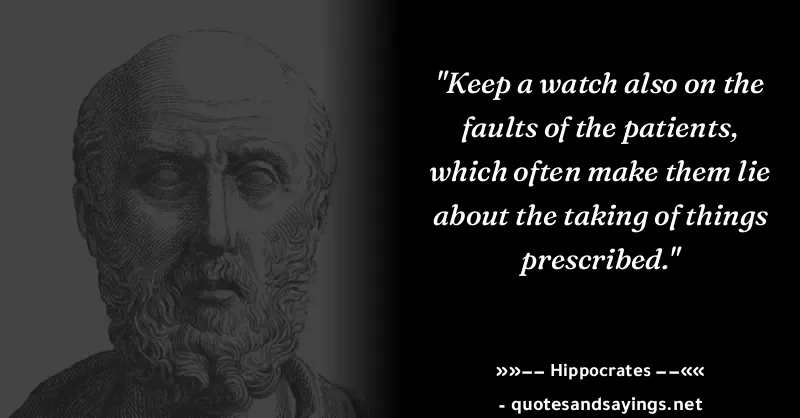 "Keep a watch also on the
faults of the patients,
which often make them lie
about the taking of things
prescribed."
»»−− Hippocrates −−««
- quotesandsayings.net